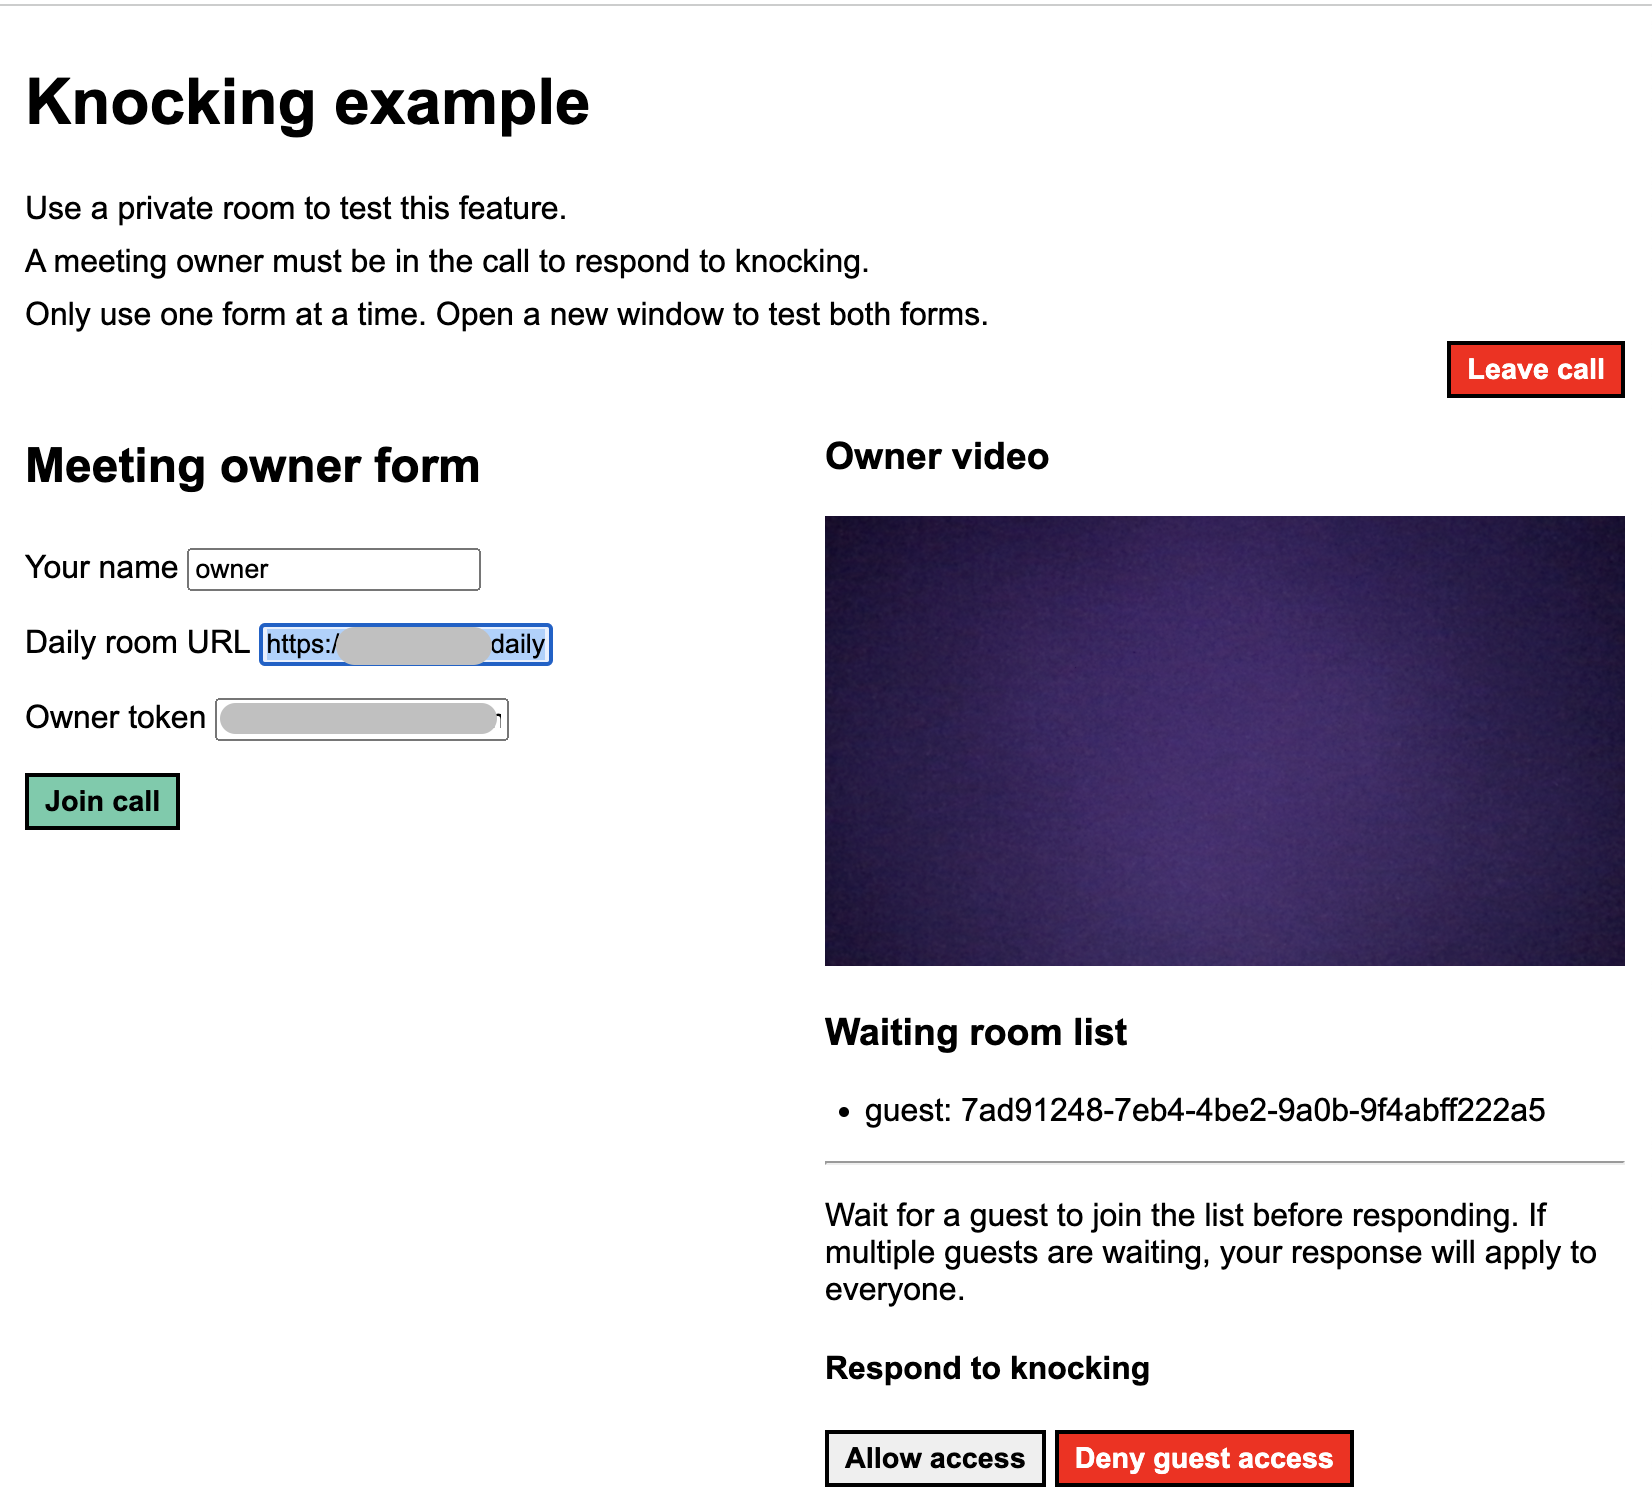 Knocking example
Use a private room to test this feature.
A meeting owner must be in the call to respond to knocking.
Only use one form at a time. Open a new window to test both forms.
Leave call
Meeting owner form
Your name owner
Daily room URL https:/ daily
Owner token
Join call
Owner video
Waiting room list
• guest: 7ad91248-7eb4-4be2-9a0b-9f4abff222a5
Wait for a guest to join the list before responding. If
multiple guests are waiting, your response will apply to
everyone.
Respond to knocking
Allow access
Deny guest access